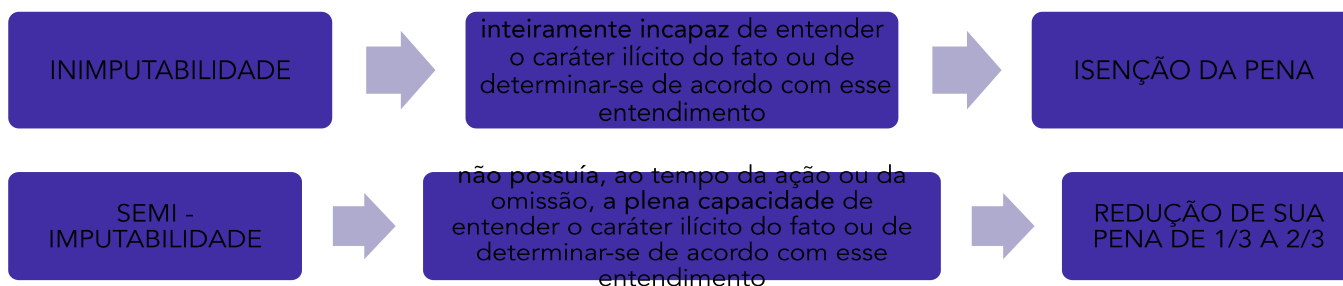 INIMPUTABILIDADE
inteiramente incapaz de entender
o caráter ilícito do fato ou de
determinar-se de acordo com esse
entendimento
ISENÇÃO DA PENA
SEMI -
IMPUTABILIDADE
não possuía, ao tempo da ação ou da
omissão, a plena capacidade de
entender o caráter ilícito do fato ou de
determinar-se de acordo com esse
entendimento
REDUÇÃO DE SUA
PENA DE 1/3 A 2/3